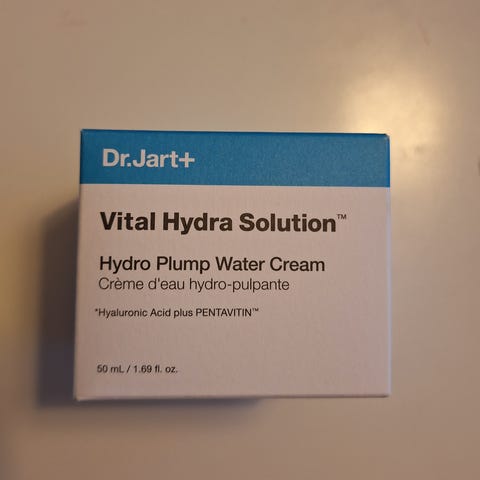 Dr.Jart+
Vital Hydra Solution™
Hydro Plump Water Cream
Crème d'eau hydro-pulpante
*Hyaluronic Acid plus PENTAVITIN™
50 mL / 1.69 fl. oz.